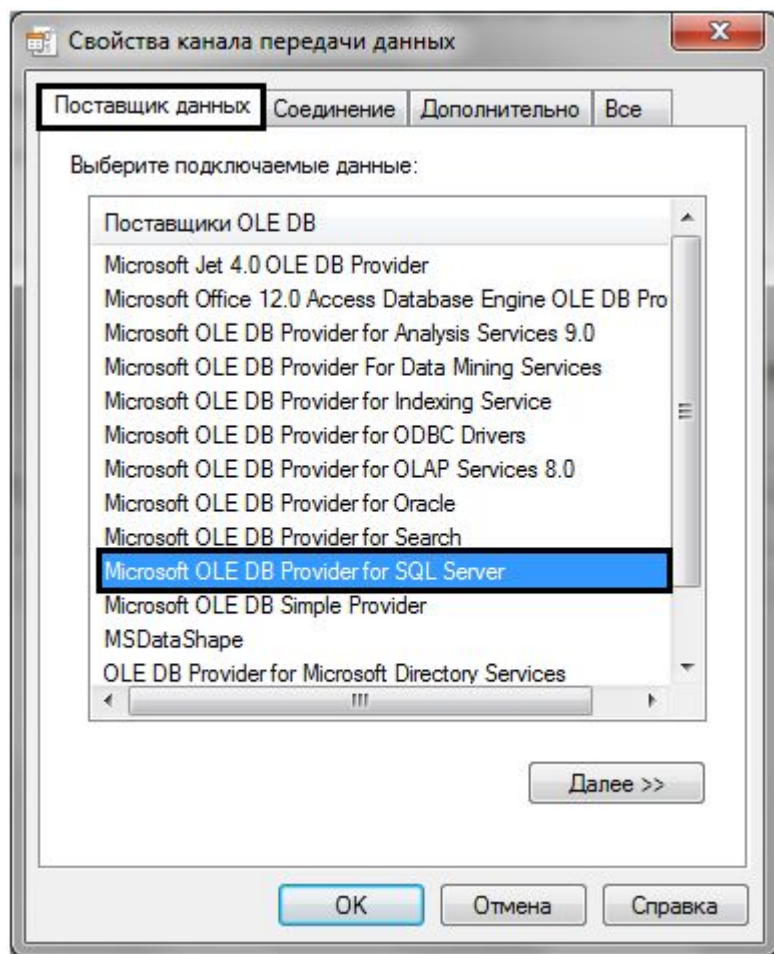 Свойства канала передачи данных
Поставщик данных Соединение Дополнительно Все
Выберите подключаемые данные:
Поставщики OLE DB
Microsoft Jet 4.0 OLE DB Provider
Microsoft Office 12.0 Access Database Engine OLE DB Pro
Microsoft OLE DB Provider for Analysis Services 9.0
Microsoft OLE DB Provider For Data Mining Services
Microsoft OLE DB Provider for Indexing Service
Microsoft OLE DB Provider for ODBC Drivers
Microsoft OLE DB Provider for OLAP Services 8.0
Microsoft OLE DB Provider for Oracle
Microsoft OLE DB Provider for Search
Microsoft OLE DB Provider for SQL Server
Microsoft OLE DB Simple Provider
MSDataShape
OLE DB Provider for Microsoft Directory Services
Далее >>
OK Отмена Справка